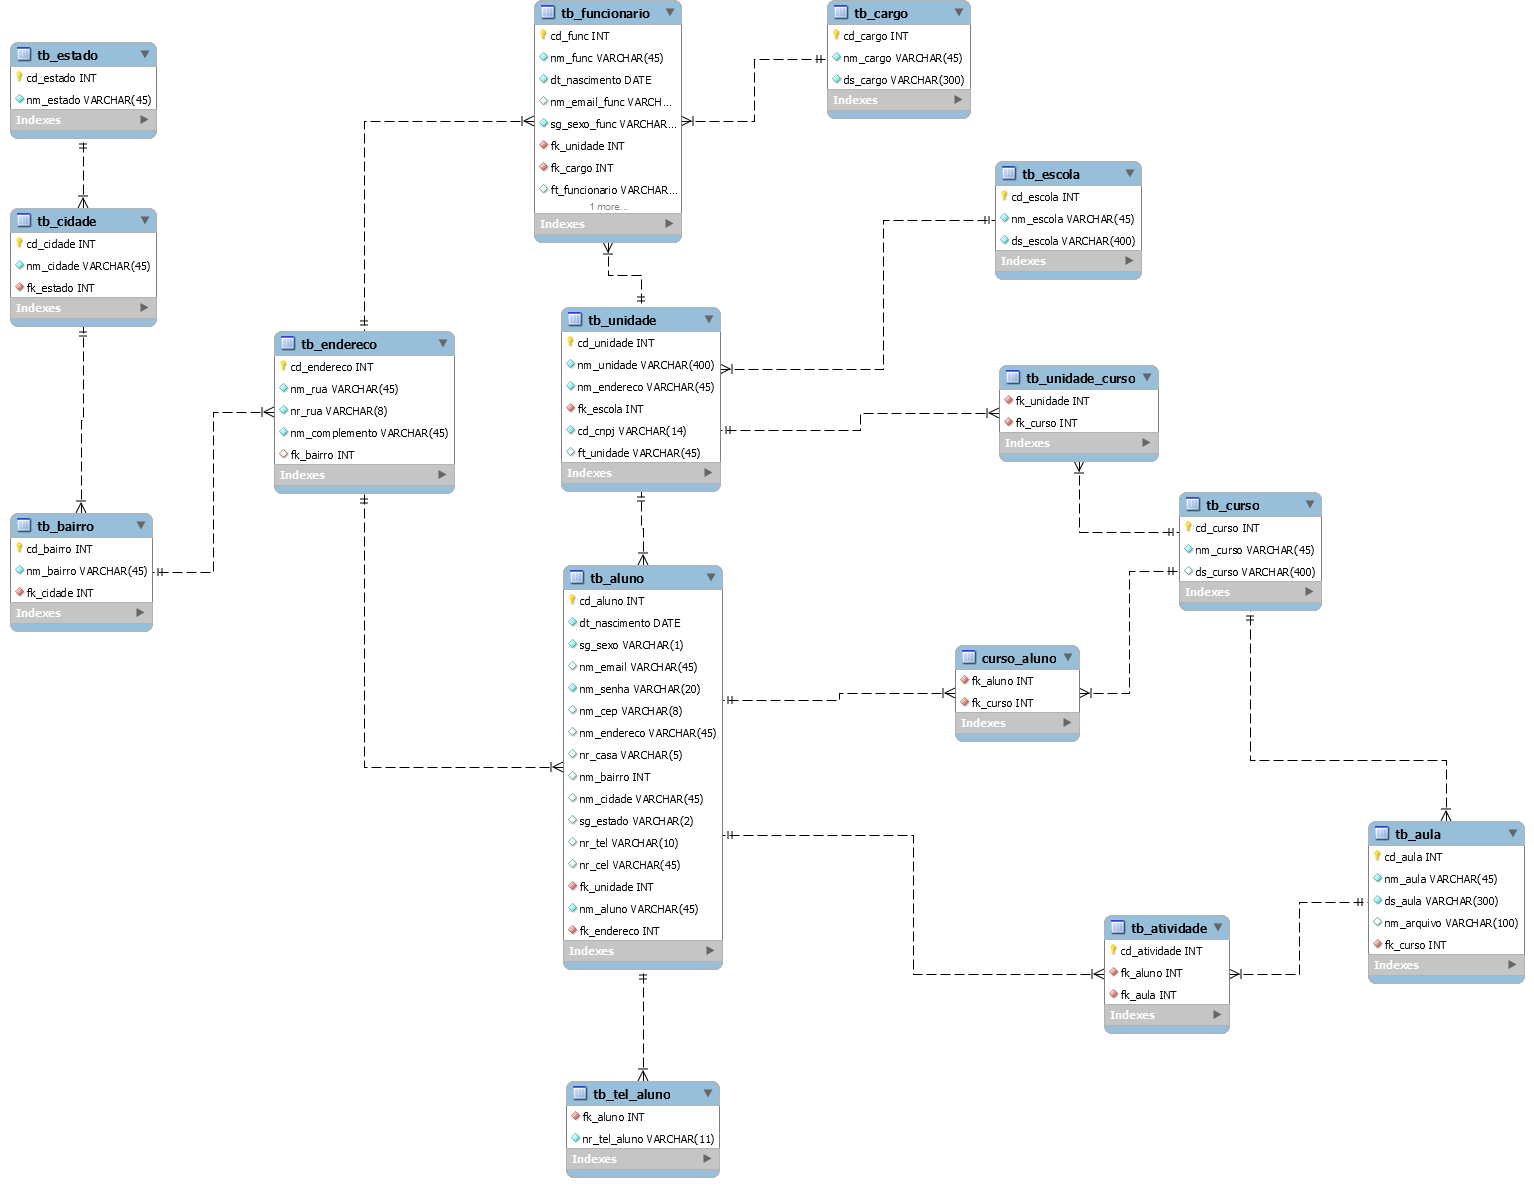 tb_estado
cd_estado INT
nm_estado VARCHAR(45)
Indexes
tb_cidade
cd_cidade INT
nm_cidade VARCHAR(45)
fk_estado INT
Indexes
tb_bairro
cd_bairro INT
nm_bairro VARCHAR(45)
fk_cidade INT
Indexes
tb_endereco
cd_endereco INT
nm_rua VARCHAR(45)
nr_rua VARCHAR(8)
nm_complemento VARCHAR(45)
fk_bairro INT
Indexes
tb_funcionario
cd_func INT
nm_func VARCHAR(45)
dt_nascimento DATE
nm_email_func VARCH...
sg_sexo_func VARCHAR...
fk_unidade INT
fk_cargo INT
ft_funcionario VARCHAR...
1 more...
Indexes
tb_cargo
cd_cargo INT
nm_cargo VARCHAR(45)
ds_cargo VARCHAR(300)
Indexes
tb_escola
cd_escola INT
nm_escola VARCHAR(45)
ds_escola VARCHAR(400)
Indexes
tb_unidade
cd_unidade INT
nm_unidade VARCHAR(400)
nm_endereco VARCHAR(45)
fk_escola INT
cd_cnpj VARCHAR(14)
ft_unidade VARCHAR(45)
Indexes
tb_unidade_curso
fk_unidade INT
fk_curso INT
Indexes
tb_curso
cd_curso INT
nm_curso VARCHAR(45)
ds_curso VARCHAR(400)
Indexes
tb_aluno
cd_aluno INT
dt_nascimento DATE
sg_sexo VARCHAR(1)
nm_email VARCHAR(45)
nm_senha VARCHAR(20)
nm_cep VARCHAR(8)
nm_endereco VARCHAR(45)
nr_casa VARCHAR(5)
nm_bairro INT
nm_cidade VARCHAR(45)
sg_estado VARCHAR(2)
nr_tel VARCHAR(10)
nr_cel VARCHAR(45)
fk_unidade INT
nm_aluno VARCHAR(45)
fk_endereco INT
Indexes
curso_aluno
fk_aluno INT
fk_curso INT
Indexes
tb_aula
cd_aula INT
nm_aula VARCHAR(45)
ds_aula VARCHAR(300)
nm_arquivo VARCHAR(100)
fk_curso INT
Indexes
tb_atividade
cd_atividade INT
fk_aluno INT
fk_aula INT
Indexes
tb_tel_aluno
fk_aluno INT
nr_tel_aluno VARCHAR(11)
Indexes